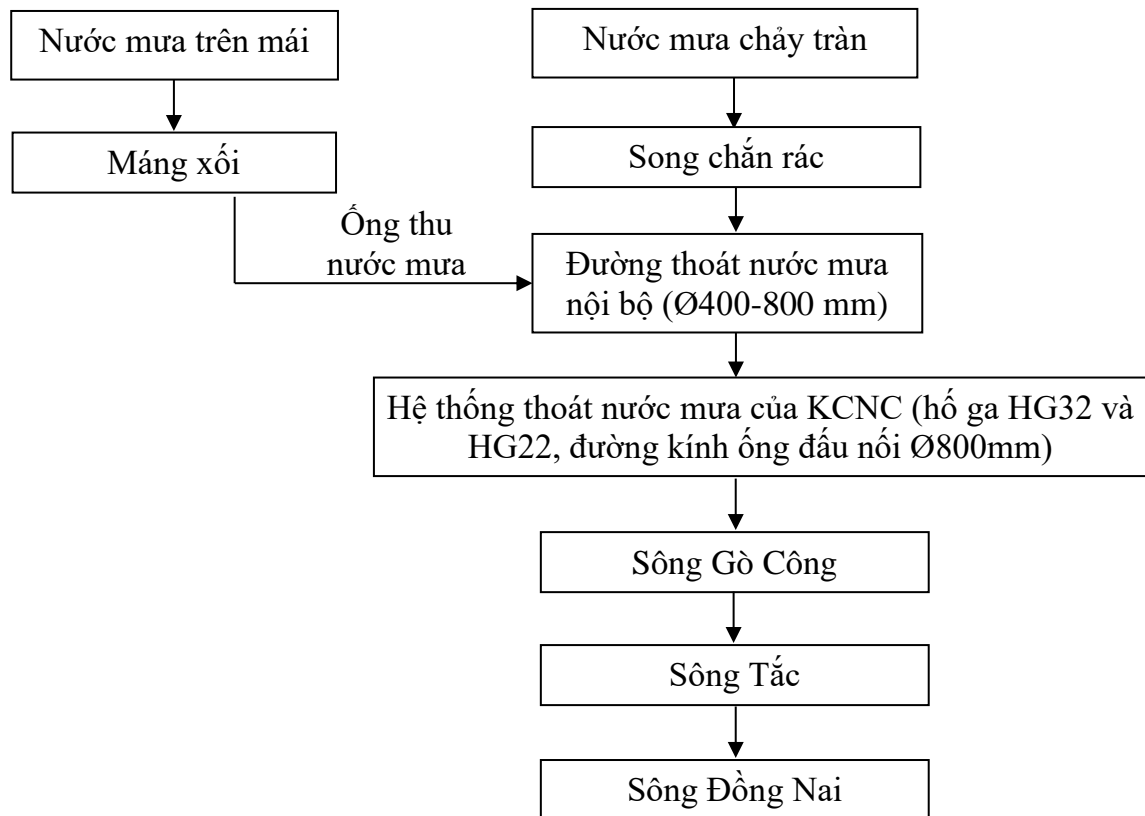 Nước mưa trên mái
Nước mưa chảy tràn
Máng xối
Song chắn rác
Ống thu
nước mưa
Đường thoát nước mưa
nội bộ (Ø400-800 mm)
Hệ thống thoát nước mưa của KCNC (hố ga HG32 và
HG22, đường kính ống đấu nối Ø800mm)
Sông Gò Công
Sông Tắc
Sông Đồng Nai